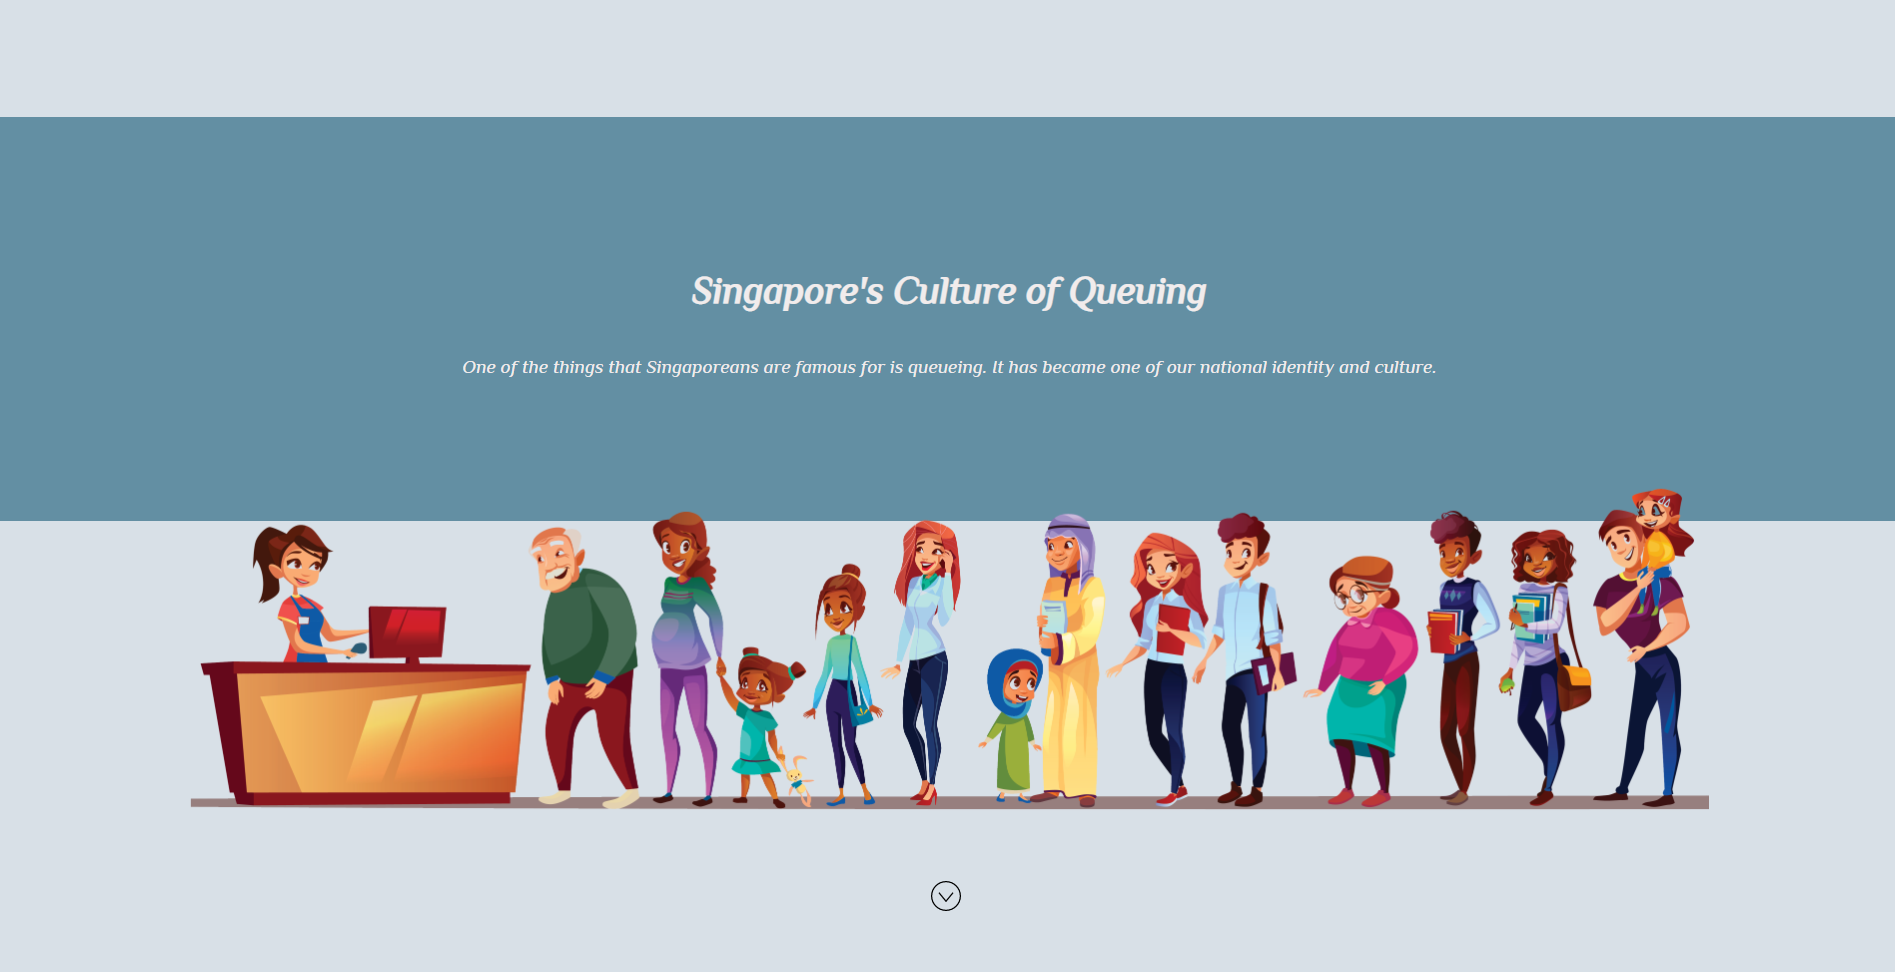 Singapore's Culture of Queuing
One of the things that Singaporeans are famous for is queueing. It has became one of our national identity and culture.